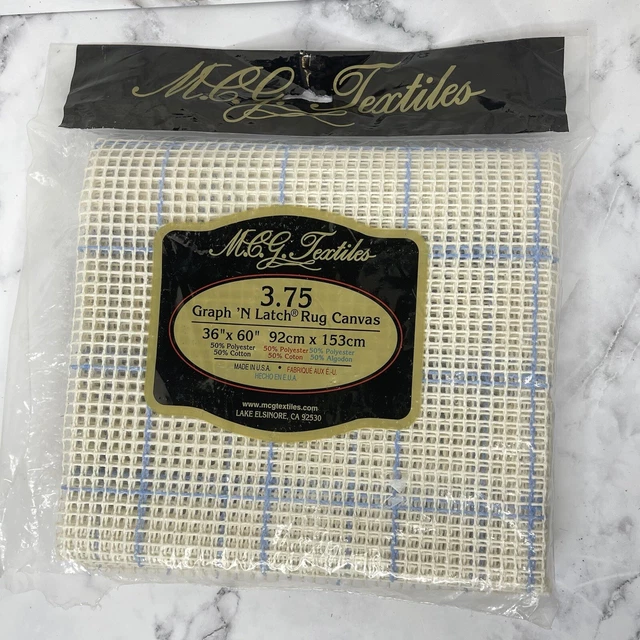 M.C.G. Textiles
M.C.G. Textiles
3.75
Graph 'N Latch® Rug Canvas
36" x 60" 92cm x 153cm
50% Polyester 50% Polyester 50% Polyester
50% Cotton 50% Coton 50% Algodon
MADE IN U.S.A. • FABRIQUE AUX É.-U.
HECHO EN E.U.A.
www.mcgtextiles.com
LAKE ELSINORE, CA 92530